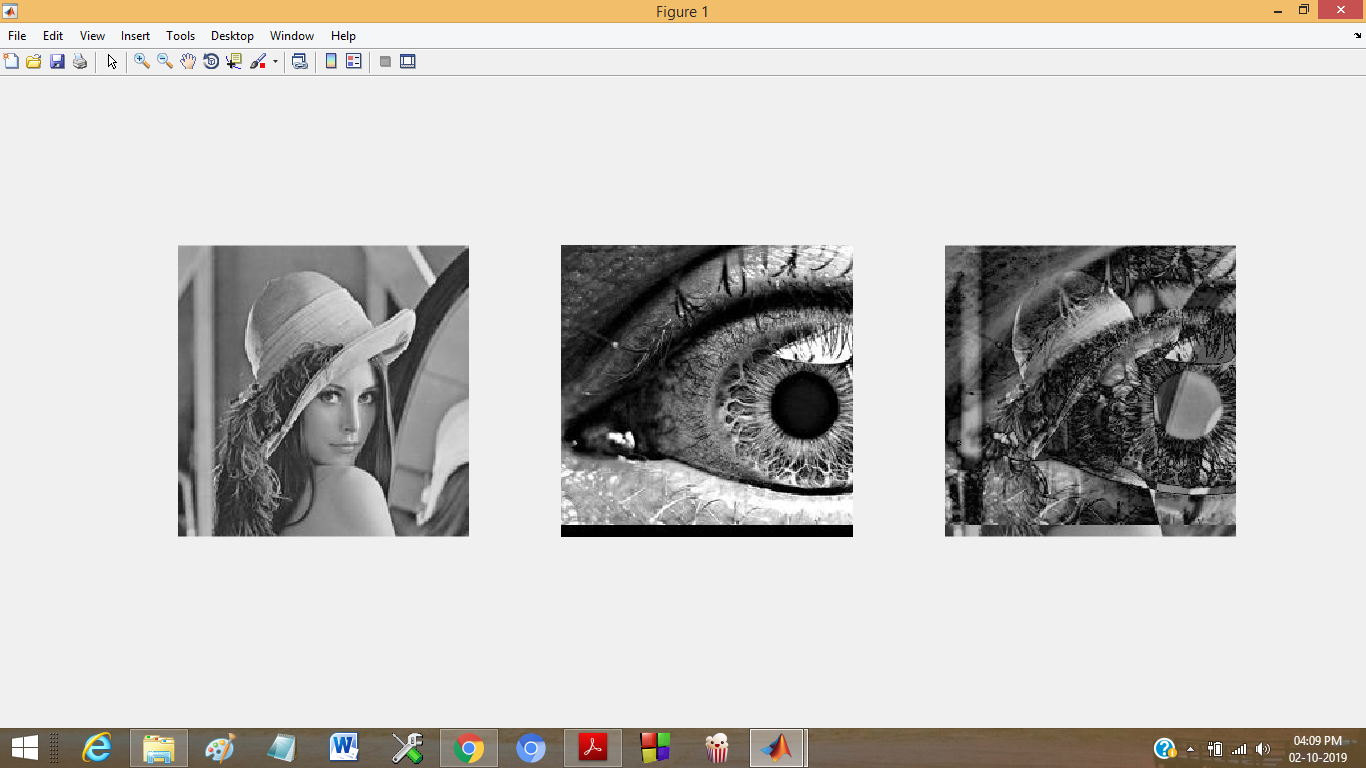 Figure 1
File Edit View Insert Tools Desktop Window Help
04:09 PM
02-10-2019